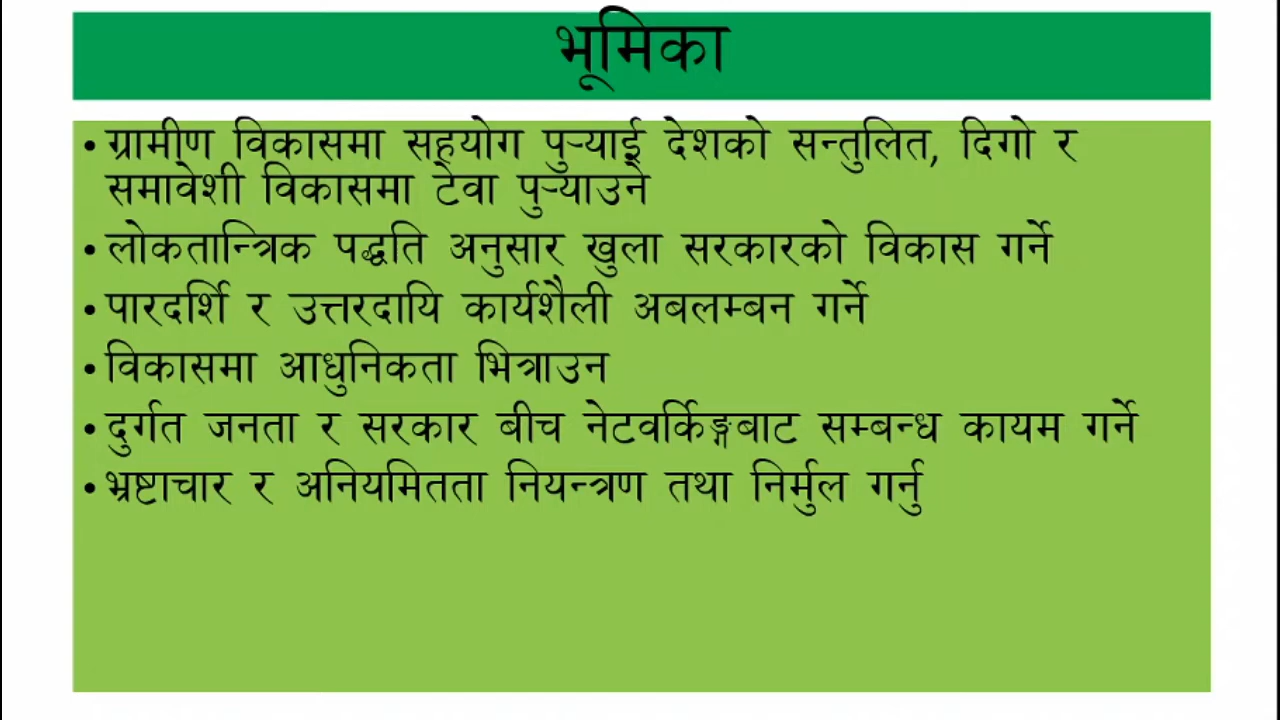 भूमिका
• ग्रामीण विकासमा सहयोग पुऱ्याई देशको सन्तुलित, दिगो र
समावेशी विकासमा टेवा पुऱ्याउने
• लोकतान्त्रिक पद्धति अनुसार खुला सरकारको विकास गर्ने
• पारदर्शि र उत्तरदायि कार्यशैली अबलम्बन गर्ने
• विकासमा आधुनिकता भित्राउन
• दुर्गत जनता र सरकार बीच नेटवर्किङ्गबाट सम्बन्ध कायम गर्ने
• भ्रष्टाचार र अनियमितता नियन्त्रण तथा निर्मुल गर्नु